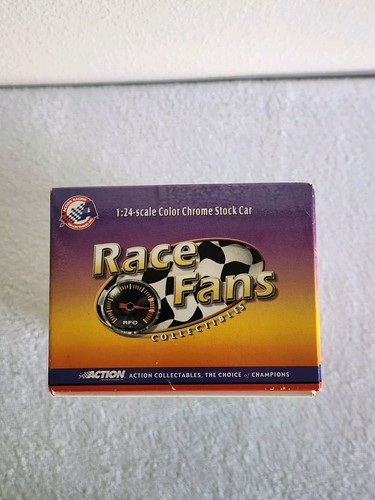 1:24-scale Color Chrome Stock Car
Race
Fans
RFO
COLLECTIBLES
ACTION
ACTION COLLECTABLES, THE CHOICE of CHAMPIONS